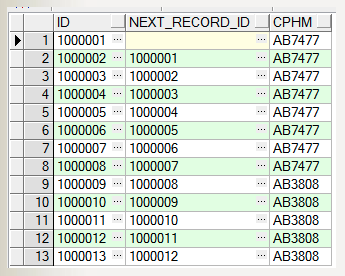 ID NEXT_RECORD_ID CPHM
1 1000001 ... AB7477
2 1000002 ... 1000001 ... AB7477
3 1000003 ... 1000002 ... AB7477
4 1000004 ... 1000003 ... AB7477
5 1000005 ... 1000004 ... AB7477
6 1000006 ... 1000005 ... AB7477
7 1000007 ... 1000006 ... AB7477
8 1000008 ... 1000007 ... AB7477
9 1000009 ... 1000008 ... AB3808
10 1000010 ... 1000009 ... AB3808
11 1000011 ... 1000010 ... AB3808
12 1000012 ... 1000011 ... AB3808
13 1000013 ... 1000012 ... AB3808